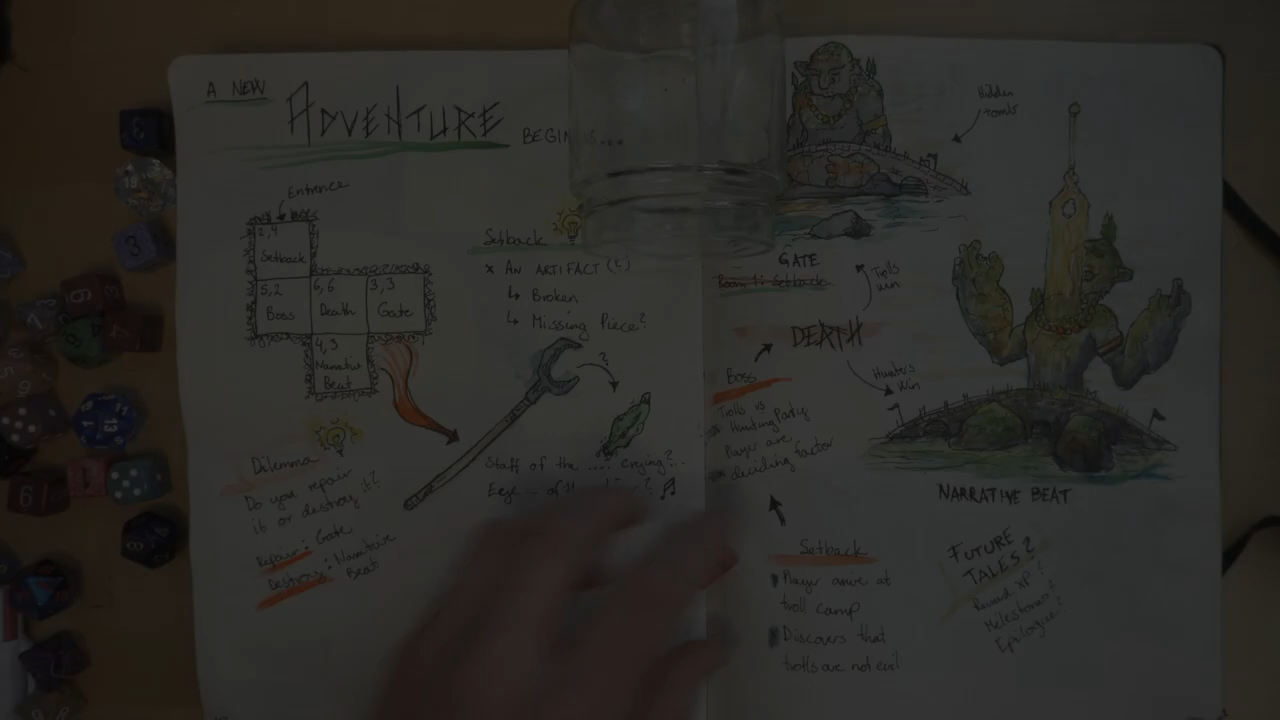 A NEW
ADVENTURE
BEGINS...
Entrance
2,4
Setback
5,2
Boss
6,6
Death
3,3
Gate
4,3
Narrative
Beat
Dilemma
Do you repair
it or destroy it?
Repair: Gate
Destroy: Narrative
Beat
Setback
x AN ARTIFACT
↳ Broken
↳ Missing Piece?
?
Staff of the .... crying?..
Hidden
GATE
Room 1: Setback
Trolls
win
DEATH
Hunters
Win
Boss
Trolls vs
Hunting Party
Player are
deciding factor
Setback
Player arrive at
troll camp
Discovers that
trolls are not evil
NARRATIVE BEAT
FUTURE
TALES?
Reward XP?
Milestones?
Epilogue?